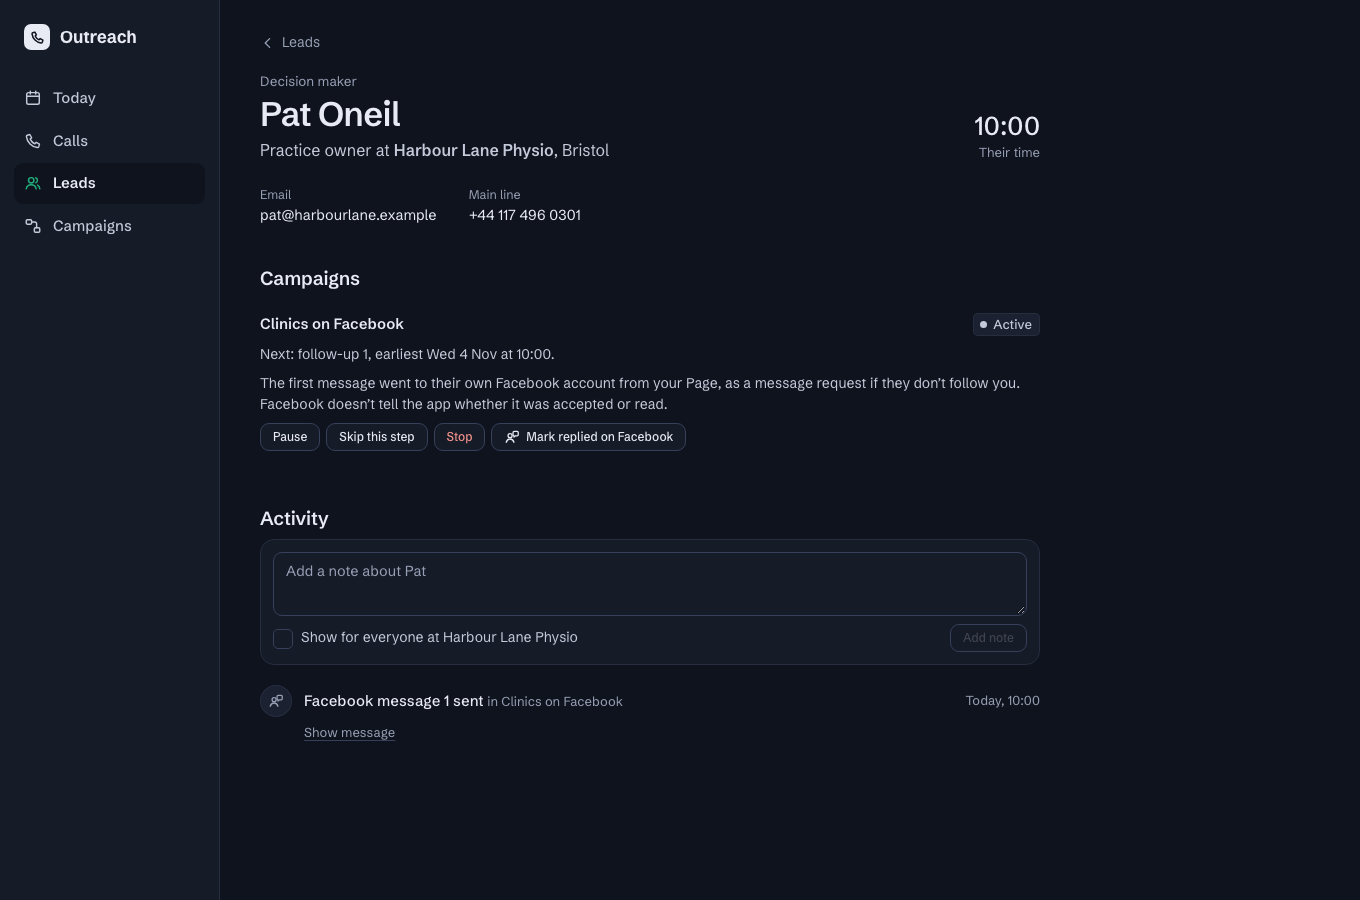 Outreach
Today
Calls
Leads
Campaigns
Leads
Decision maker
Pat Oneil
Practice owner at Harbour Lane Physio, Bristol
10:00
Their time
Email
pat@harbourlane.example
Main line
+44 117 496 0301
Campaigns
Clinics on Facebook
Active
Next: follow-up 1, earliest Wed 4 Nov at 10:00.
The first message went to their own Facebook account from your Page, as a message request if they don’t follow you.
Facebook doesn’t tell the app whether it was accepted or read.
Pause
Skip this step
Stop
Mark replied on Facebook
Activity
Add a note about Pat
Show for everyone at Harbour Lane Physio
Add note
Facebook message 1 sent in Clinics on Facebook
Today, 10:00
Show message